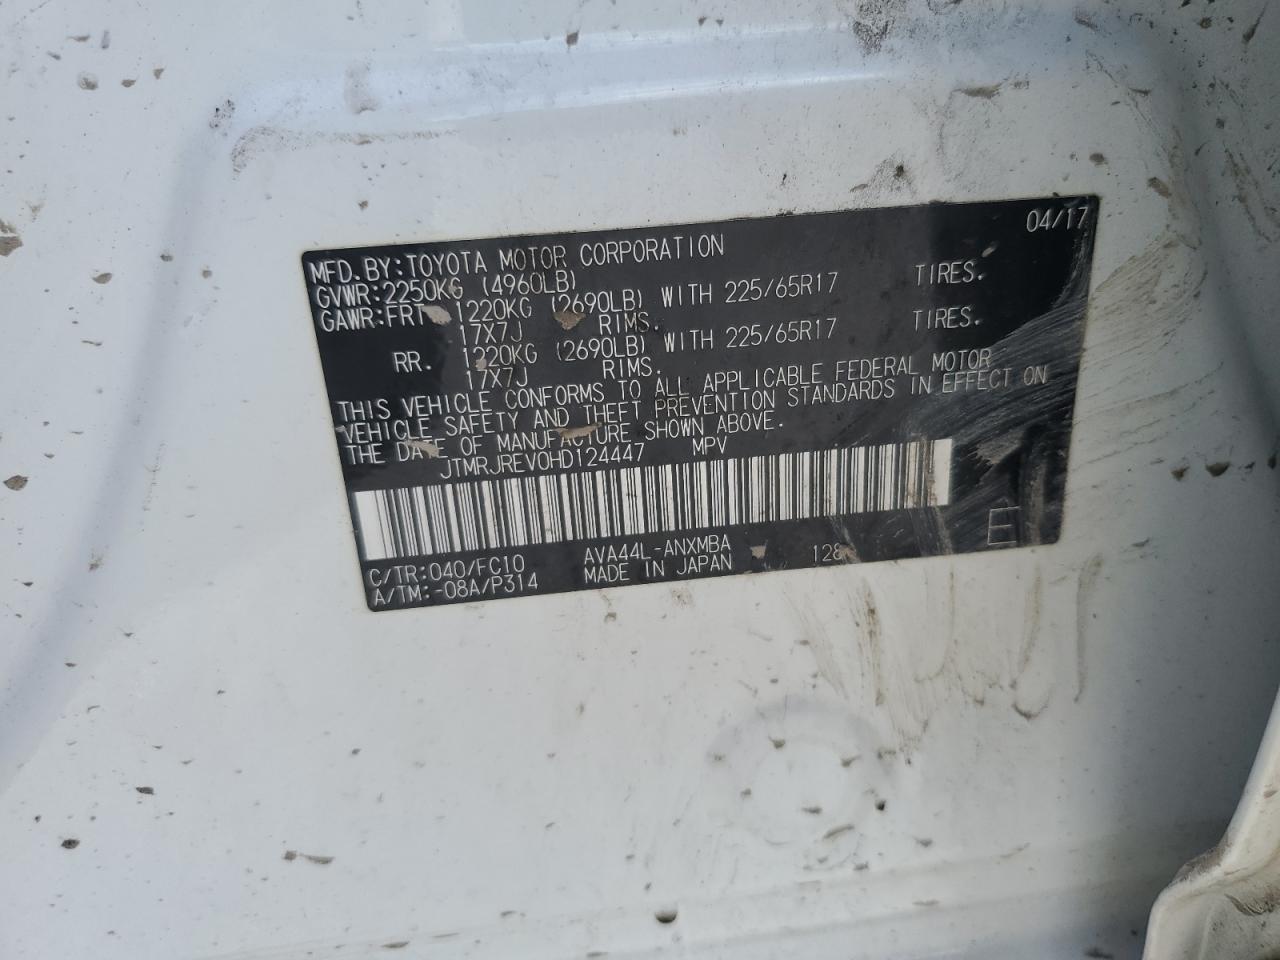 04/17
MFD.BY:TOYOTA MOTOR CORPORATION
GVWR:2250KG (4960LB)
GAWR:FRT 1220KG (2690LB) WITH 225/65R17 TIRES.
17X7J RIMS.
RR. 1220KG (2690LB) WITH 225/65R17 TIRES.
17X7J RIMS.
THIS VEHICLE CONFORMS TO ALL APPLICABLE FEDERAL MOTOR
VEHICLE SAFETY AND THEFT PREVENTION STANDARDS IN EFFECT ON
THE DATE OF MANUFACTURE SHOWN ABOVE.
JTMRJREV0HD124447 MPV
C/TR:040/FC10 AVA44L-ANXMBA 128
A/TM:-08A/P314 MADE IN JAPAN
E